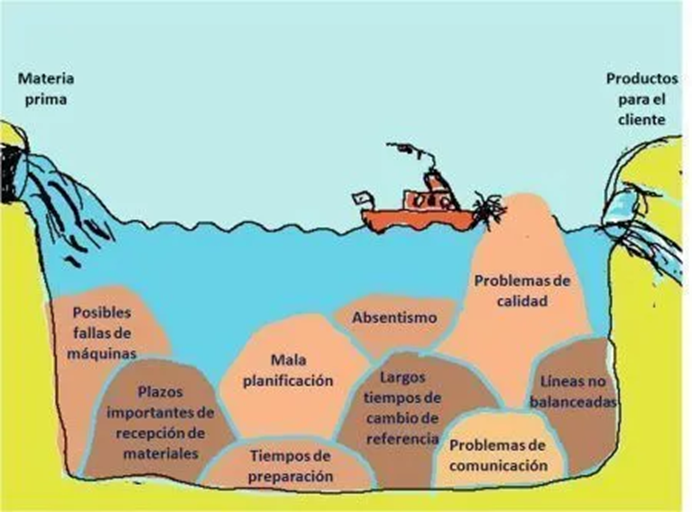 Materia
prima
Productos
para el
cliente
Problemas de
calidad
Posibles
fallas de
máquinas
Absentismo
Mala
planificación
Plazos
importantes de
recepción de
materiales
Largos
tiempos de
cambio de
referencia
Líneas no
balanceadas
Tiempos de
preparación
Problemas de
comunicación